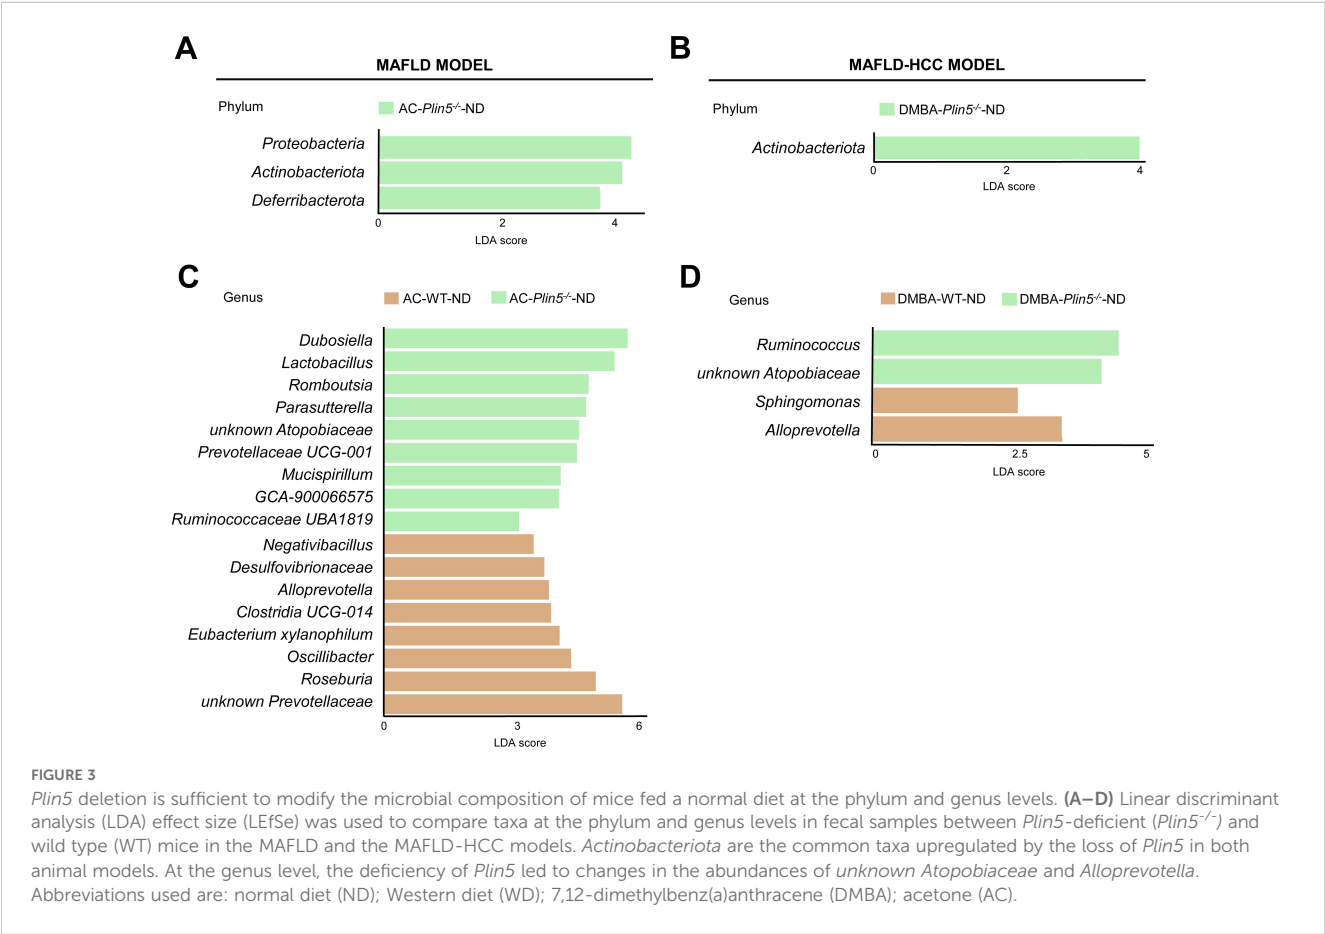 A
MAFLD MODEL
Phylum
AC-Plin5-/--ND
Proteobacteria
Actinobacteriota
Deferribacterota
0 2 4
LDA score
B
MAFLD-HCC MODEL
Phylum
DMBA-Plin5-/--ND
Actinobacteriota
0 2 4
LDA score
C
Genus
AC-WT-ND AC-Plin5-/--ND
Dubosiella
Lactobacillus
Romboutsia
Parasutterella
unknown Atopobiaceae
Prevotellaceae UCG-001
Mucispirillum
GCA-900066575
Ruminococcaceae UBA1819
Negativibacillus
Desulfovibrionaceae
Alloprevotella
Clostridia UCG-014
Eubacterium xylanophilum
Oscillibacter
Roseburia
unknown Prevotellaceae
0 3 6
LDA score
D
Genus
DMBA-WT-ND DMBA-Plin5-/--ND
Ruminococcus
unknown Atopobiaceae
Sphingomonas
Alloprevotella
0 2.5 5
LDA score
FIGURE 3
Plin5 deletion is sufficient to modify the microbial composition of mice fed a normal diet at the phylum and genus levels. (A–D) Linear discriminant
analysis (LDA) effect size (LEfSe) was used to compare taxa at the phylum and genus levels in fecal samples between Plin5-deficient (Plin5-/-) and
wild type (WT) mice in the MAFLD and the MAFLD-HCC models. Actinobacteriota are the common taxa upregulated by the loss of Plin5 in both
animal models. At the genus level, the deficiency of Plin5 led to changes in the abundances of unknown Atopobiaceae and Alloprevotella.
Abbreviations used are: normal diet (ND); Western diet (WD); 7,12-dimethylbenz(a)anthracene (DMBA); acetone (AC).